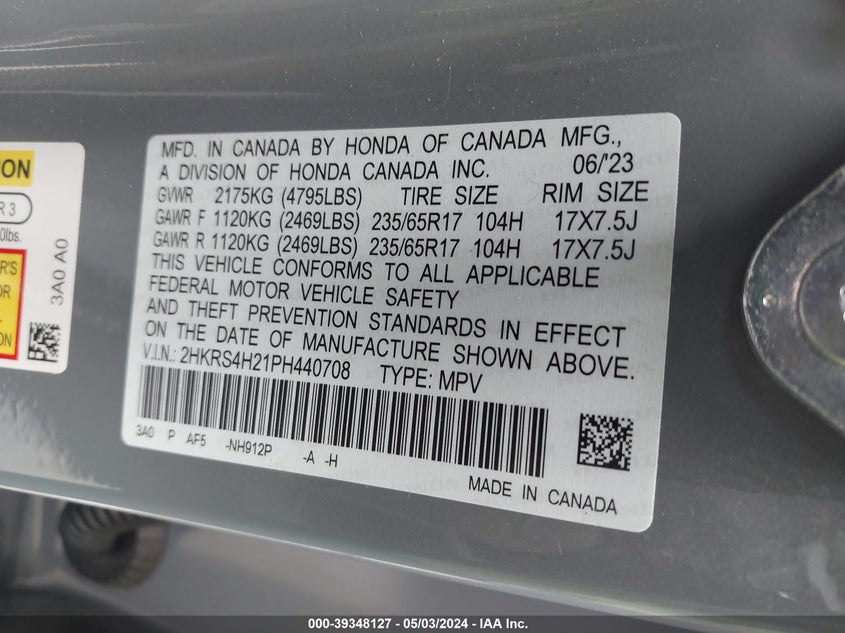 ION
R 3
0lbs.
R'S
OR
3A0 A0
MFD. IN CANADA BY HONDA OF CANADA MFG.,
A DIVISION OF HONDA CANADA INC. 06/'23
GVWR 2175KG (4795LBS) TIRE SIZE RIM SIZE
GAWR F 1120KG (2469LBS) 235/65R17 104H 17X7.5J
GAWR R 1120KG (2469LBS) 235/65R17 104H 17X7.5J
THIS VEHICLE CONFORMS TO ALL APPLICABLE
FEDERAL MOTOR VEHICLE SAFETY
AND THEFT PREVENTION STANDARDS IN EFFECT
ON THE DATE OF MANUFACTURE SHOWN ABOVE.
V.I.N.: 2HKRS4H21PH440708 TYPE: MPV
3A0 P AF5 -NH912P -A -H
MADE IN CANADA
000-39348127 - 05/03/2024 - IAA Inc.